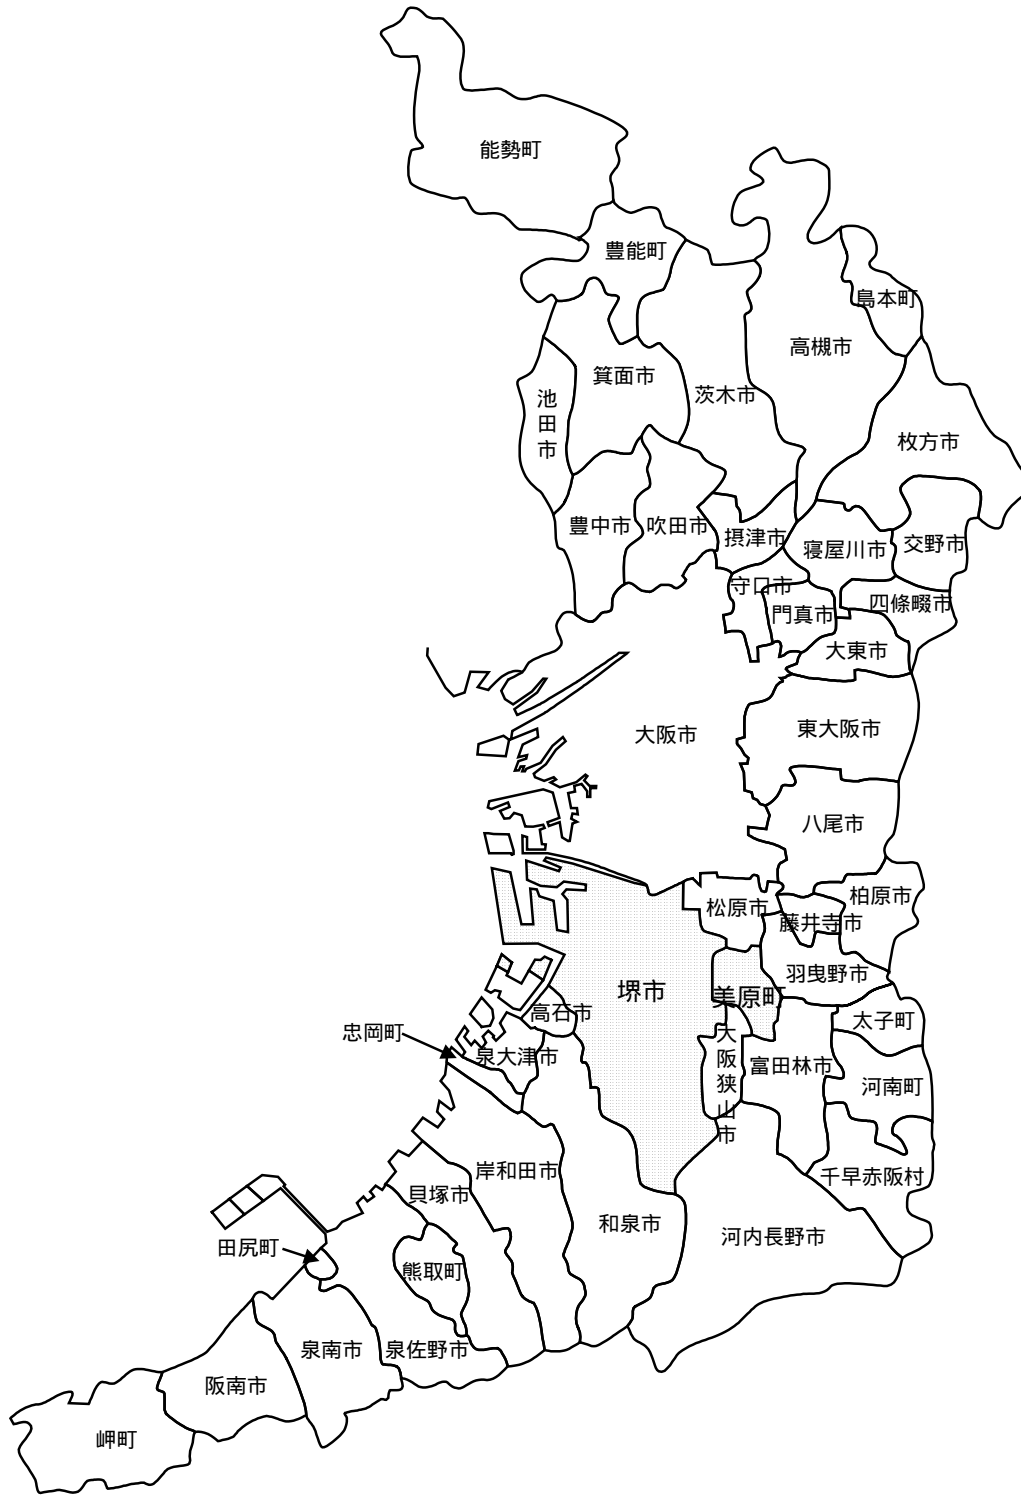 能勢町
豊能町
島本町
高槻市
箕面市
茨木市
池田市
枚方市
豊中市
吹田市
摂津市
寝屋川市
交野市
守口市
門真市
四條畷市
大東市
大阪市
東大阪市
八尾市
柏原市
松原市
藤井寺市
羽曳野市
堺市
美原町
高石市
太子町
忠岡町
泉大津市
大阪狭山市
富田林市
河南町
岸和田市
千早赤阪村
貝塚市
和泉市
河内長野市
田尻町
熊取町
泉南市
泉佐野市
阪南市
岬町